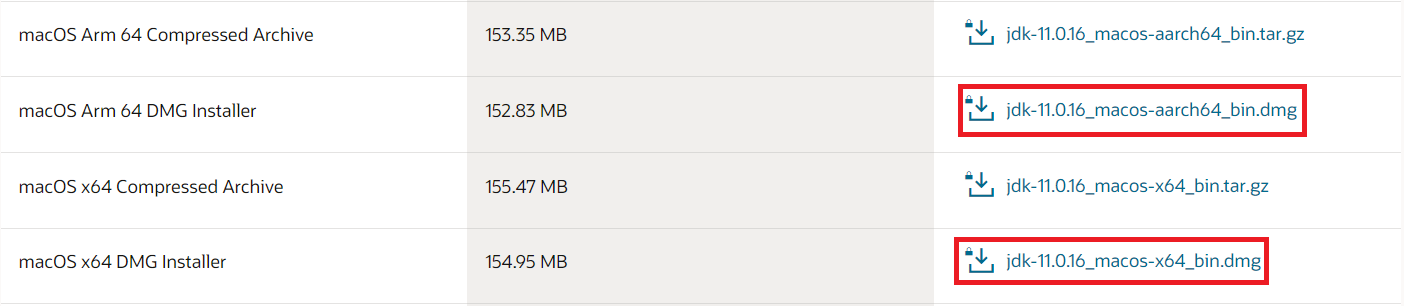 macOS Arm 64 Compressed Archive 153.35 MB jdk-11.0.16_macos-aarch64_bin.tar.gz
macOS Arm 64 DMG Installer 152.83 MB jdk-11.0.16_macos-aarch64_bin.dmg
macOS x64 Compressed Archive 155.47 MB jdk-11.0.16_macos-x64_bin.tar.gz
macOS x64 DMG Installer 154.95 MB jdk-11.0.16_macos-x64_bin.dmg